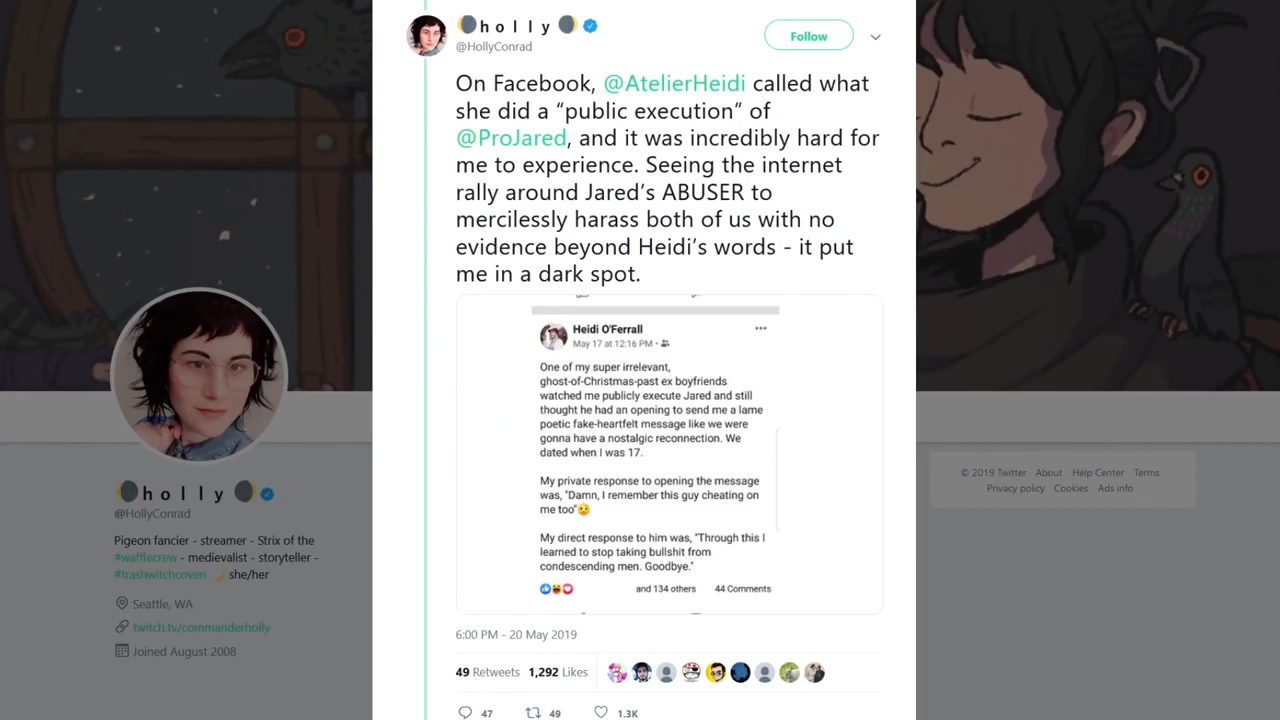 holly
@HollyConrad
Follow
On Facebook, @AtelierHeidi called what
she did a “public execution” of
@ProJared, and it was incredibly hard for
me to experience. Seeing the internet
rally around Jared’s ABUSER to
mercilessly harass both of us with no
evidence beyond Heidi’s words - it put
me in a dark spot.
Heidi O'Ferrall
May 17 at 12:16 PM ·
One of my super irrelevant,
ghost-of-Christmas-past ex boyfriends
watched me publicly execute Jared and still
thought he had an opening to send me a lame
poetic fake-heartfelt message like we were
gonna have a nostalgic reconnection. We
dated when I was 17.
My private response to opening the message
was, "Damn, I remember this guy cheating on
me too"😉
My direct response to him was, "Through this I
learned to stop taking bullshit from
condescending men. Goodbye."
and 134 others 44 Comments
6:00 PM - 20 May 2019
49 Retweets 1,292 Likes
47 49 1.3K
holly
@HollyConrad
Pigeon fancier - streamer - Strix of the
#wafflecrew - medievalist - storyteller -
#trashwitchcoven 🌙 she/her
Seattle, WA
twitch.tv/commanderholly
Joined August 2008
© 2019 Twitter About Help Center Terms
Privacy policy Cookies Ads info